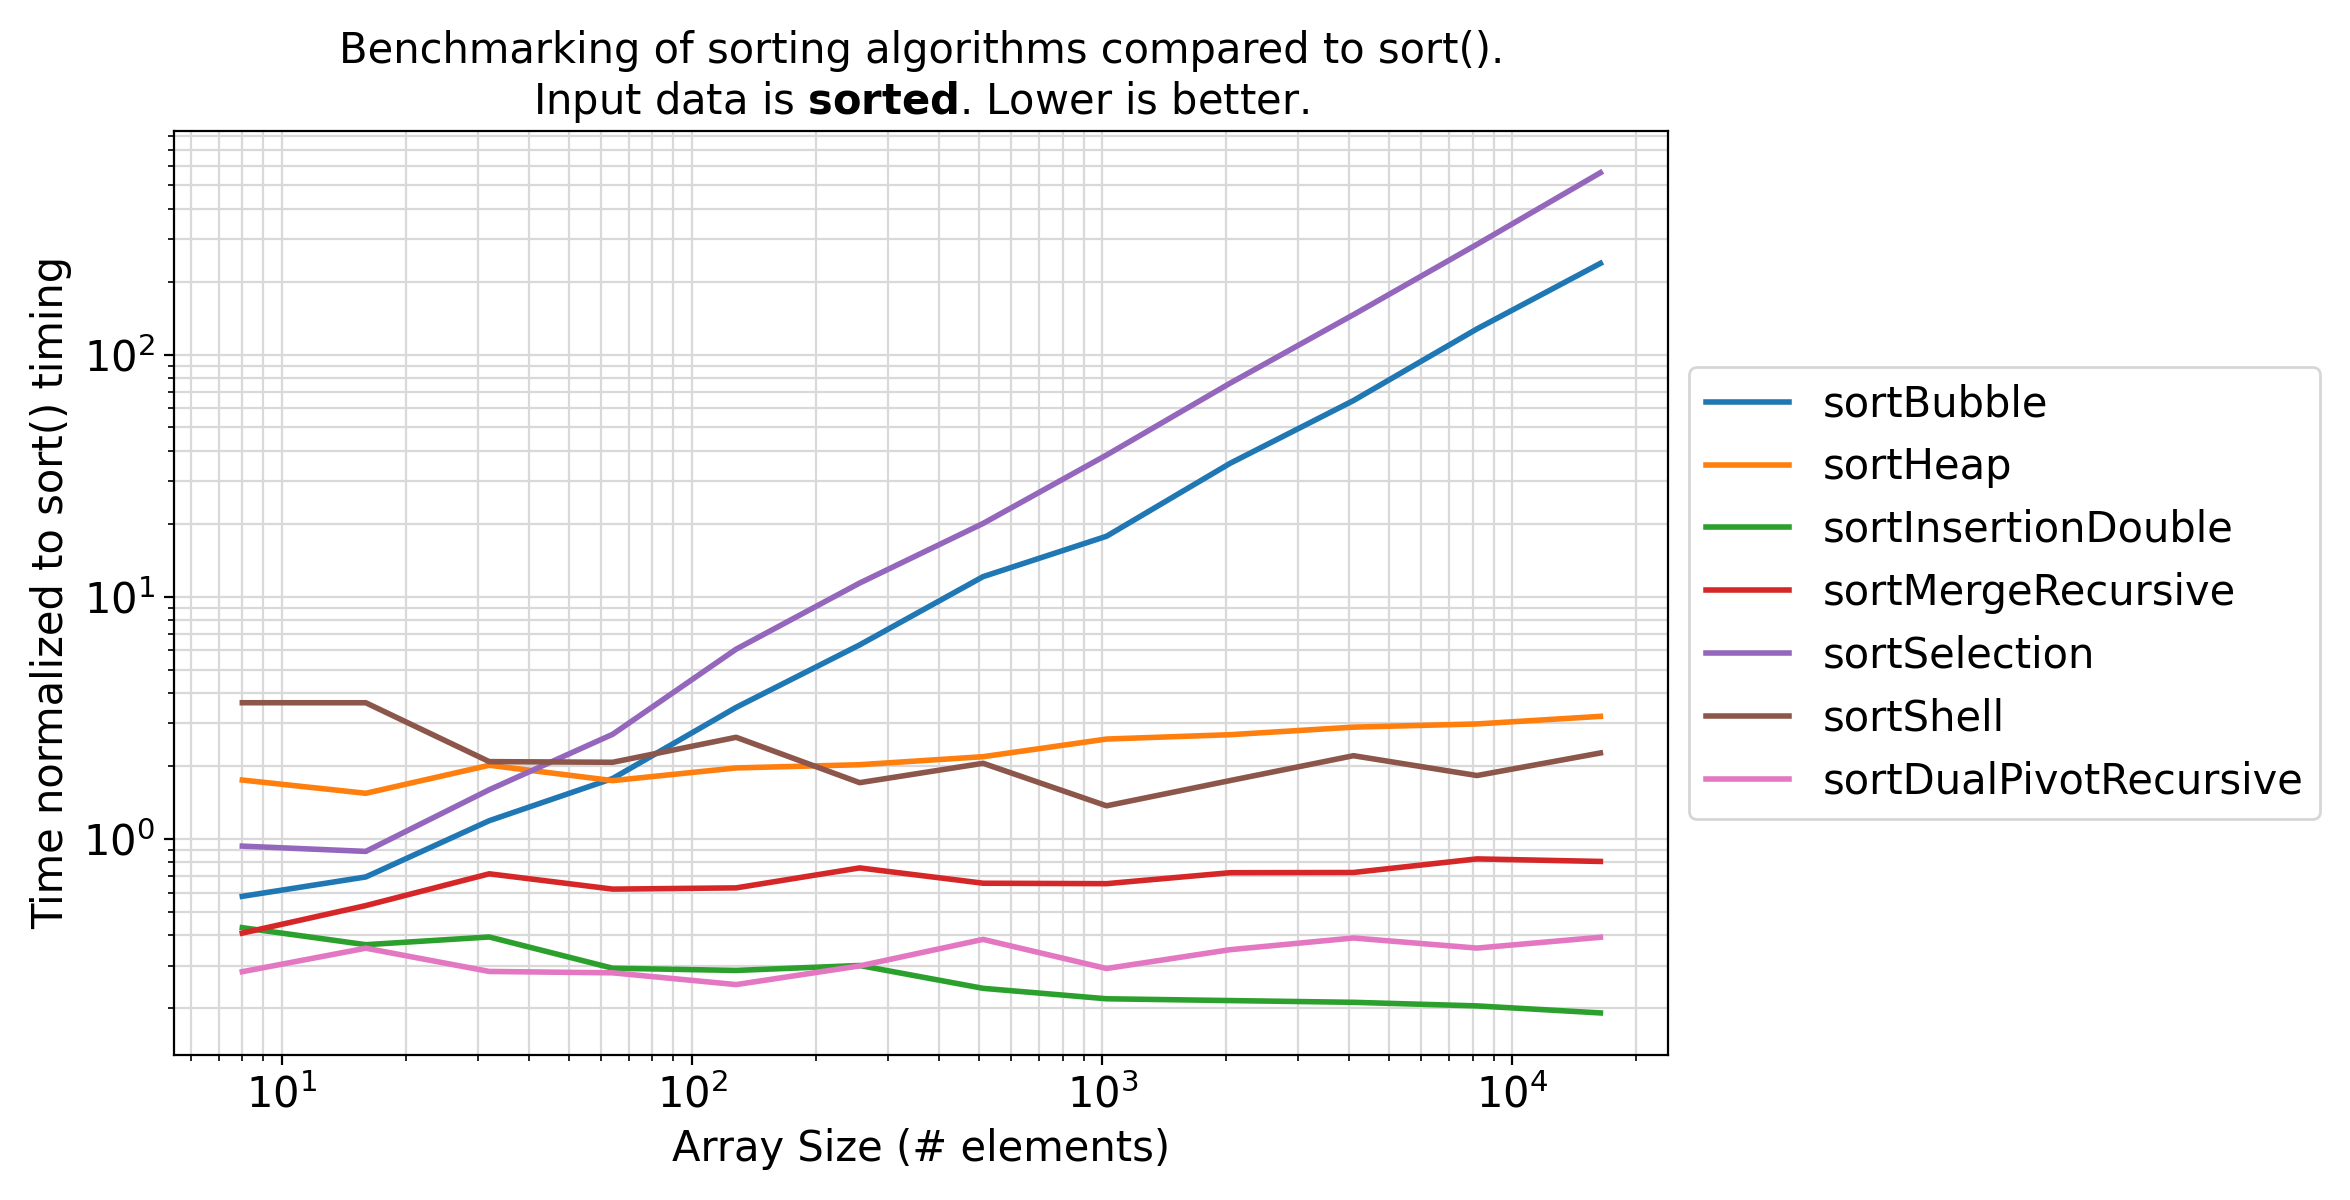 Benchmarking of sorting algorithms compared to sort().
Input data is sorted. Lower is better.
Time normalized to sort() timing
10²
10¹
10⁰
10¹
10²
10³
10⁴
Array Size (# elements)
sortBubble
sortHeap
sortInsertionDouble
sortMergeRecursive
sortSelection
sortShell
sortDualPivotRecursive